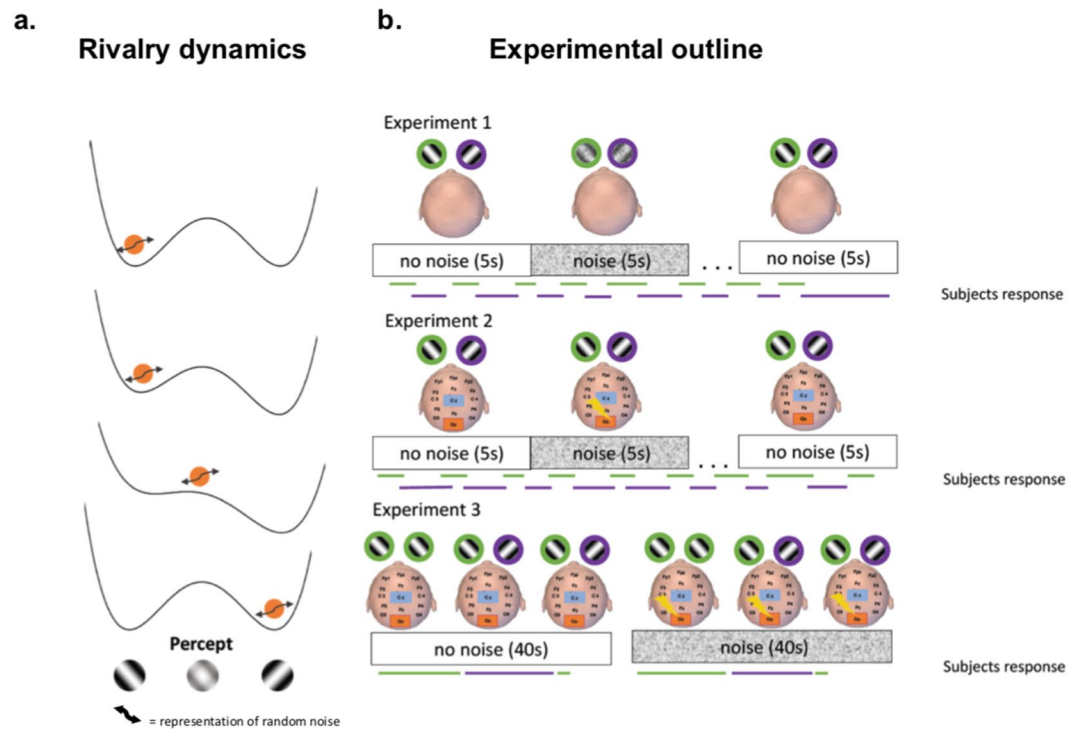 a.
Rivalry dynamics
Percept
= representation of random noise
b.
Experimental outline
Experiment 1
no noise (5s)
noise (5s)
...
no noise (5s)
Subjects response
Experiment 2
no noise (5s)
noise (5s)
...
no noise (5s)
Subjects response
Experiment 3
no noise (40s)
noise (40s)
Subjects response